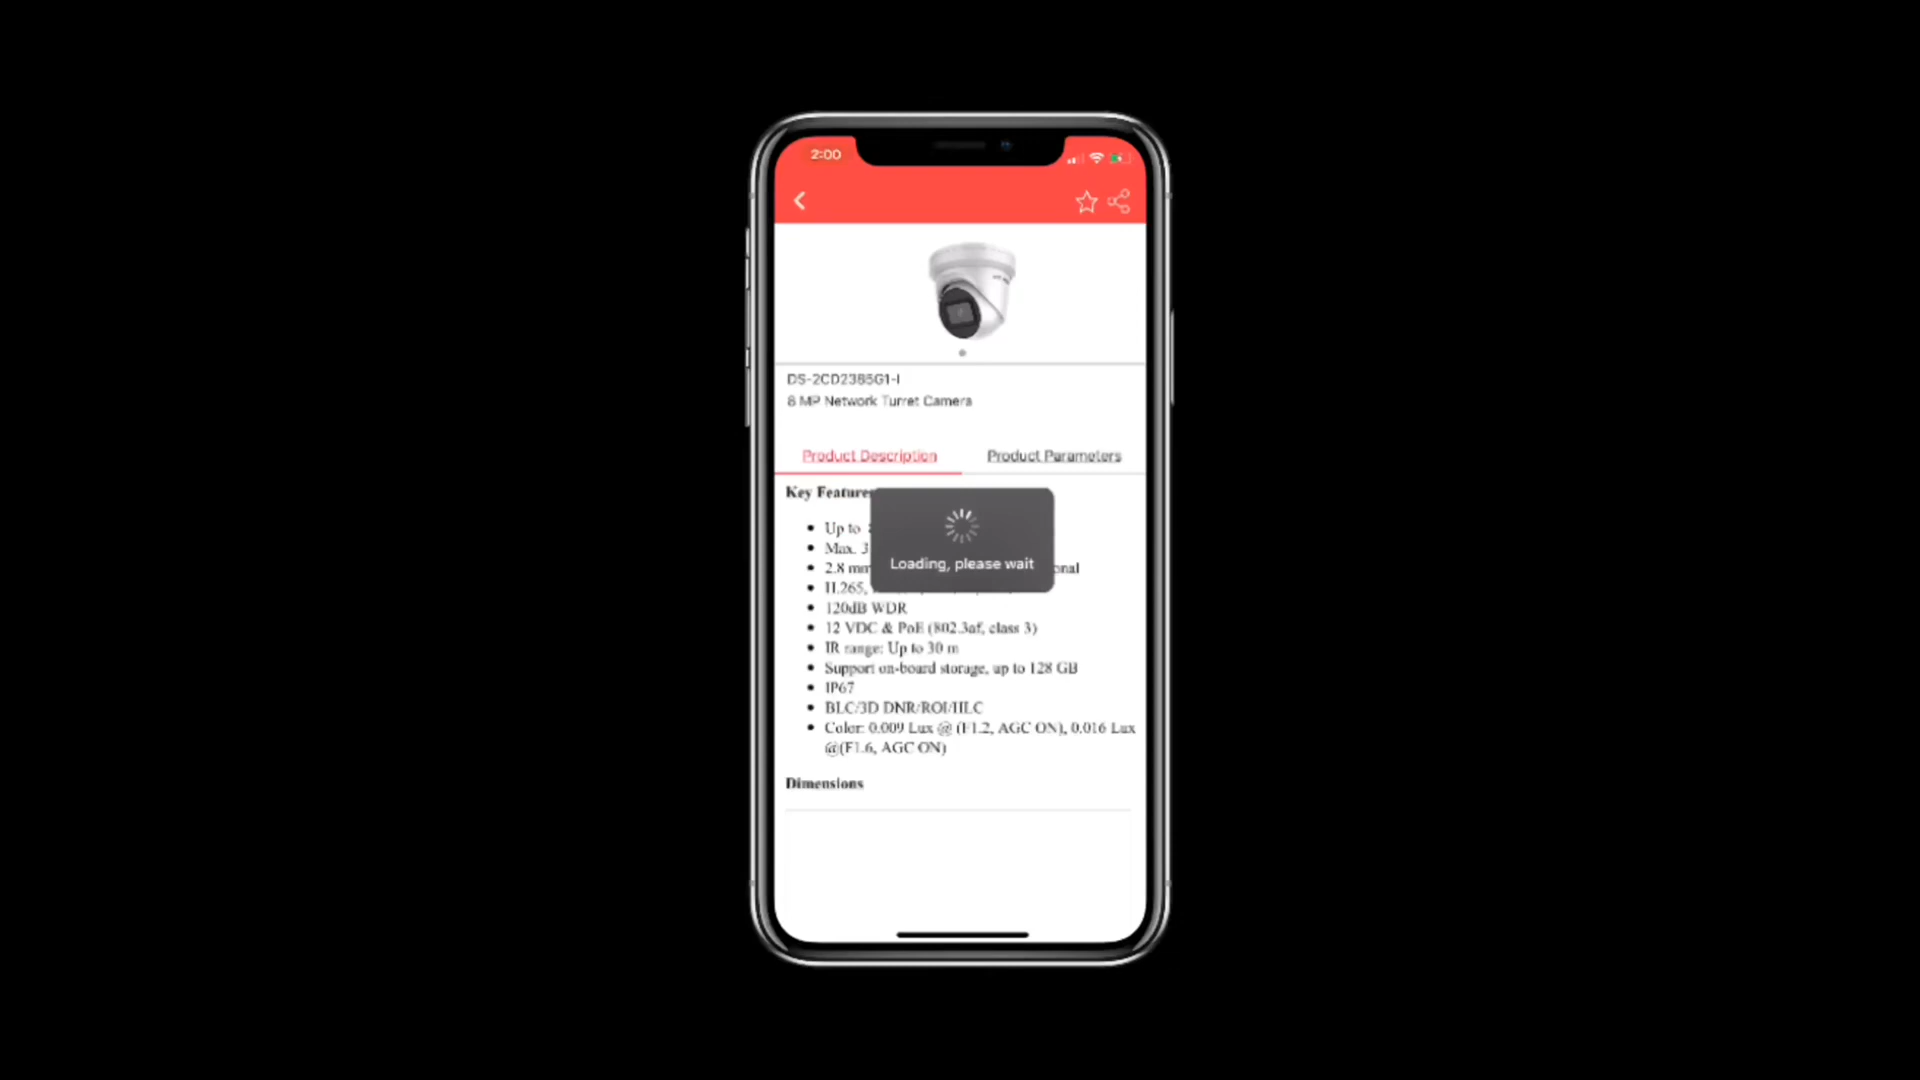 2:00
DS-2CD2385G1-I
8 MP Network Turret Camera
Product Description Product Parameters
Key Features
Up to
Max. 3
2.8 mm onal
Loading, please wait
H.265,
120dB WDR
12 VDC & PoE (802.3af, class 3)
IR range: Up to 30 m
Support on-board storage, up to 128 GB
IP67
BLC/3D DNR/ROI/HLC
Color: 0.009 Lux @ (F1.2, AGC ON), 0.016 Lux
@(F1.6, AGC ON)
Dimensions